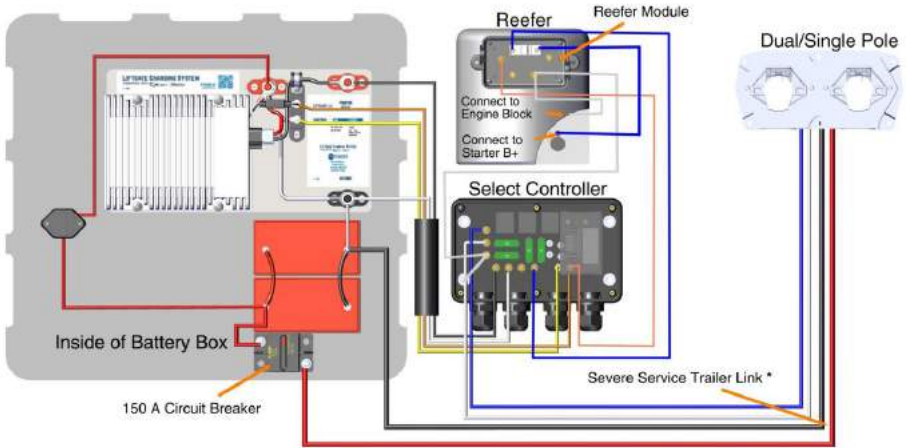 Reefer
Reefer Module
Dual/Single Pole
LIFTGATE CHARGING SYSTEM
Connect to
Engine Block
Connect to
Starter B+
Select Controller
Inside of Battery Box
150 A Circuit Breaker
Severe Service Trailer Link *